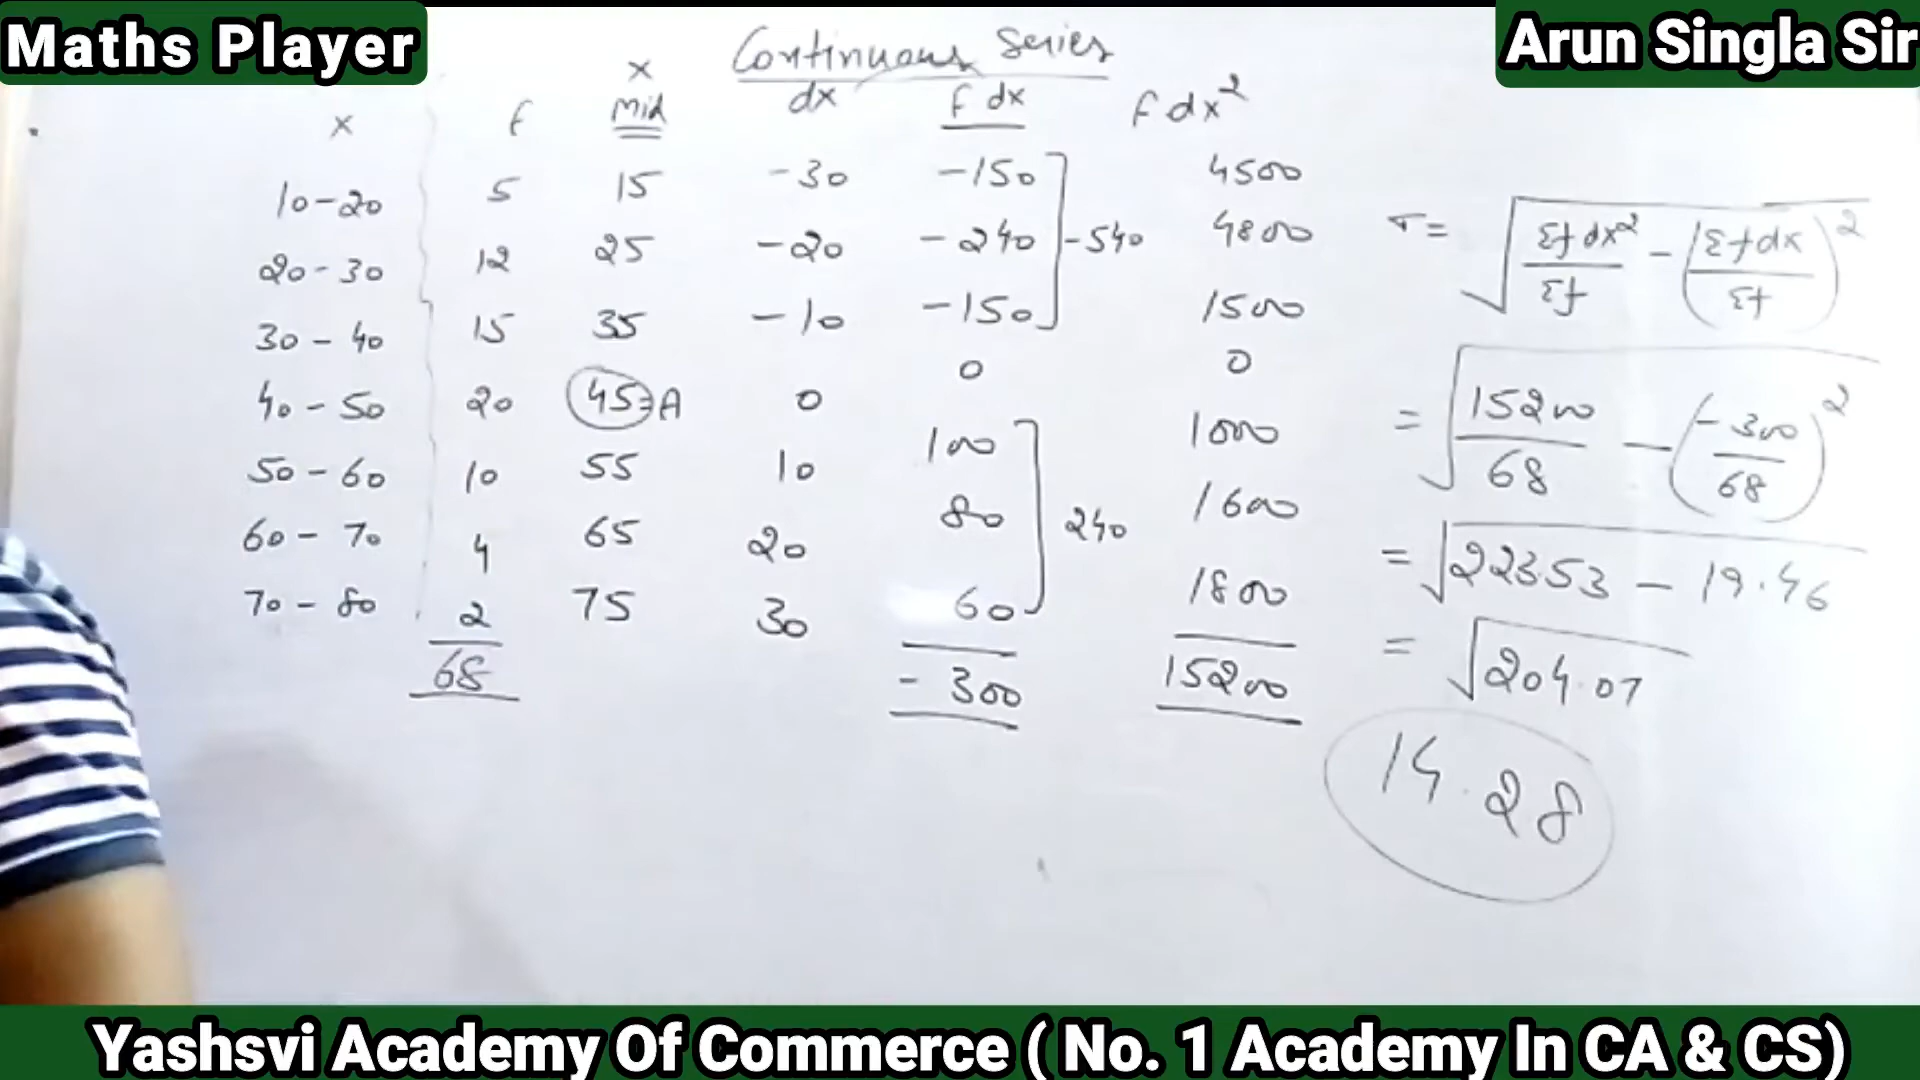 Maths Player
Arun Singla Sir
Continuous Series
x f x Mid dx f dx f dx²
10-20 5 15 -30 -150 4500
20-30 12 25 -20 -240 -540 4800
30-40 15 35 -10 -150 1500
40-50 20 45=A 0 0 0
50-60 10 55 10 100 1000
60-70 4 65 20 80 240 1600
70-80 2 75 30 60 1800
68 -300 15200
σ = √(Σfdx²/Σf - (Σfdx/Σf)²)
= √(15200/68 - (-300/68)²)
= √223.53 - 19.46
= √204.07
14.28
Yashsvi Academy Of Commerce ( No. 1 Academy In CA & CS)